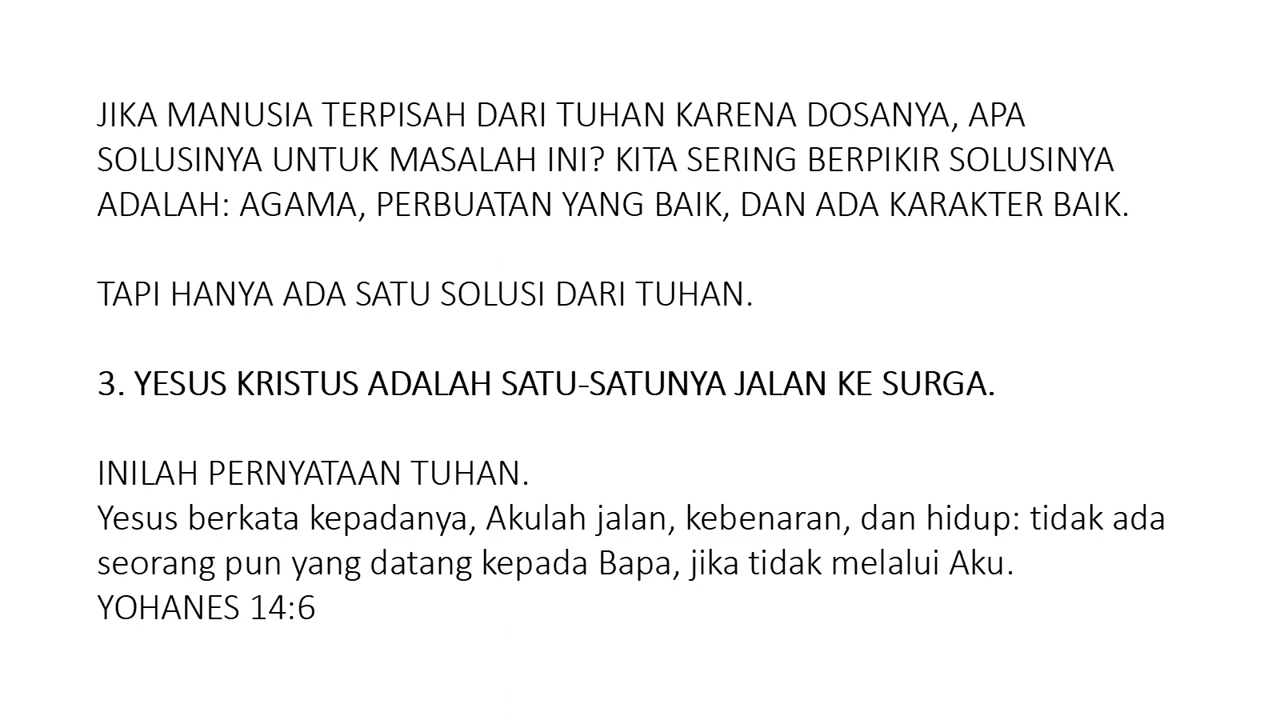 JIKA MANUSIA TERPISAH DARI TUHAN KARENA DOSANYA, APA
SOLUSINYA UNTUK MASALAH INI? KITA SERING BERPIKIR SOLUSINYA
ADALAH: AGAMA, PERBUATAN YANG BAIK, DAN ADA KARAKTER BAIK.
TAPI HANYA ADA SATU SOLUSI DARI TUHAN.
3. YESUS KRISTUS ADALAH SATU-SATUNYA JALAN KE SURGA.
INILAH PERNYATAAN TUHAN.
Yesus berkata kepadanya, Akulah jalan, kebenaran, dan hidup: tidak ada
seorang pun yang datang kepada Bapa, jika tidak melalui Aku.
YOHANES 14:6